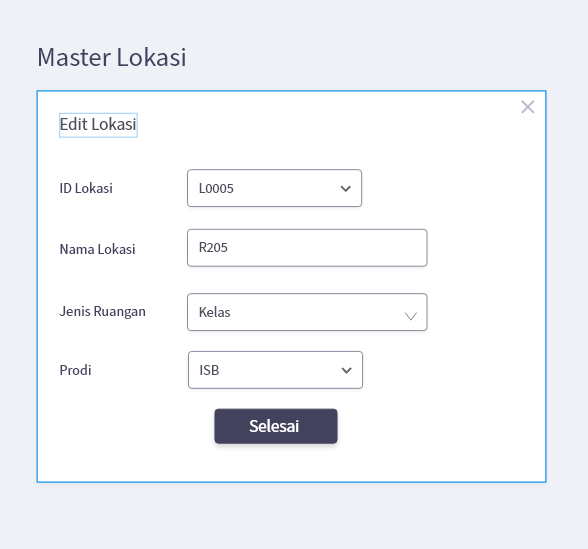 Master Lokasi
Edit Lokasi
ID Lokasi L0005
Nama Lokasi R205
Jenis Ruangan Kelas
Prodi ISB
Selesai